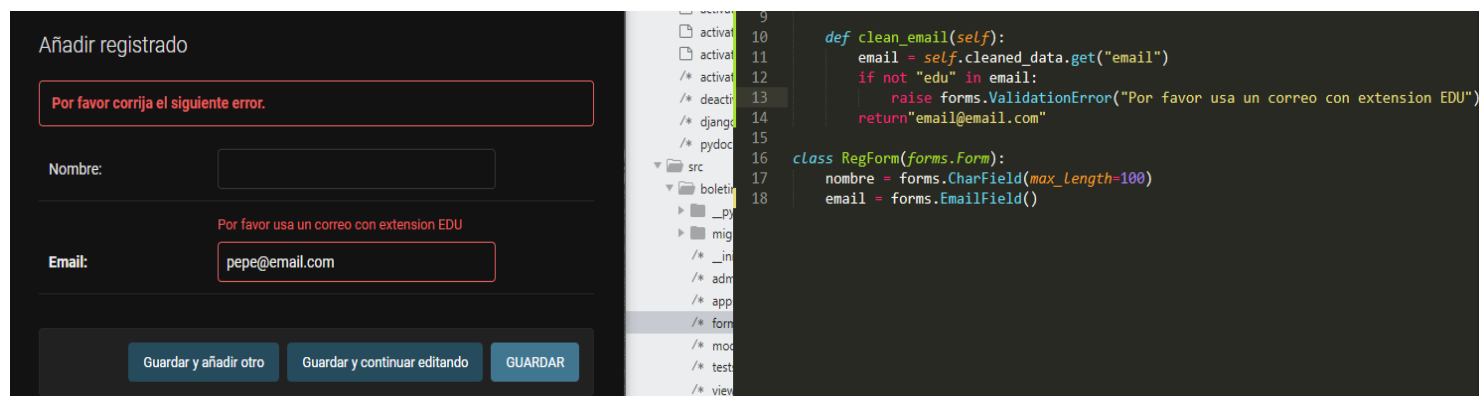 Añadir registrado
Por favor corrija el siguiente error.
Nombre:
Por favor usa un correo con extension EDU
Email:
pepe@email.com
Guardar y añadir otro
Guardar y continuar editando
GUARDAR
/*
/*
/*
/*
src
/*
/*
/*
/*
/*
/*
/*
9
10 def clean_email(self):
11 email = self.cleaned_data.get("email")
12 if not "edu" in email:
13 raise forms.ValidationError("Por favor usa un correo con extension EDU")
14 return"email@email.com"
15
16 class RegForm(forms.Form):
17 nombre = forms.CharField(max_length=100)
18 email = forms.EmailField()